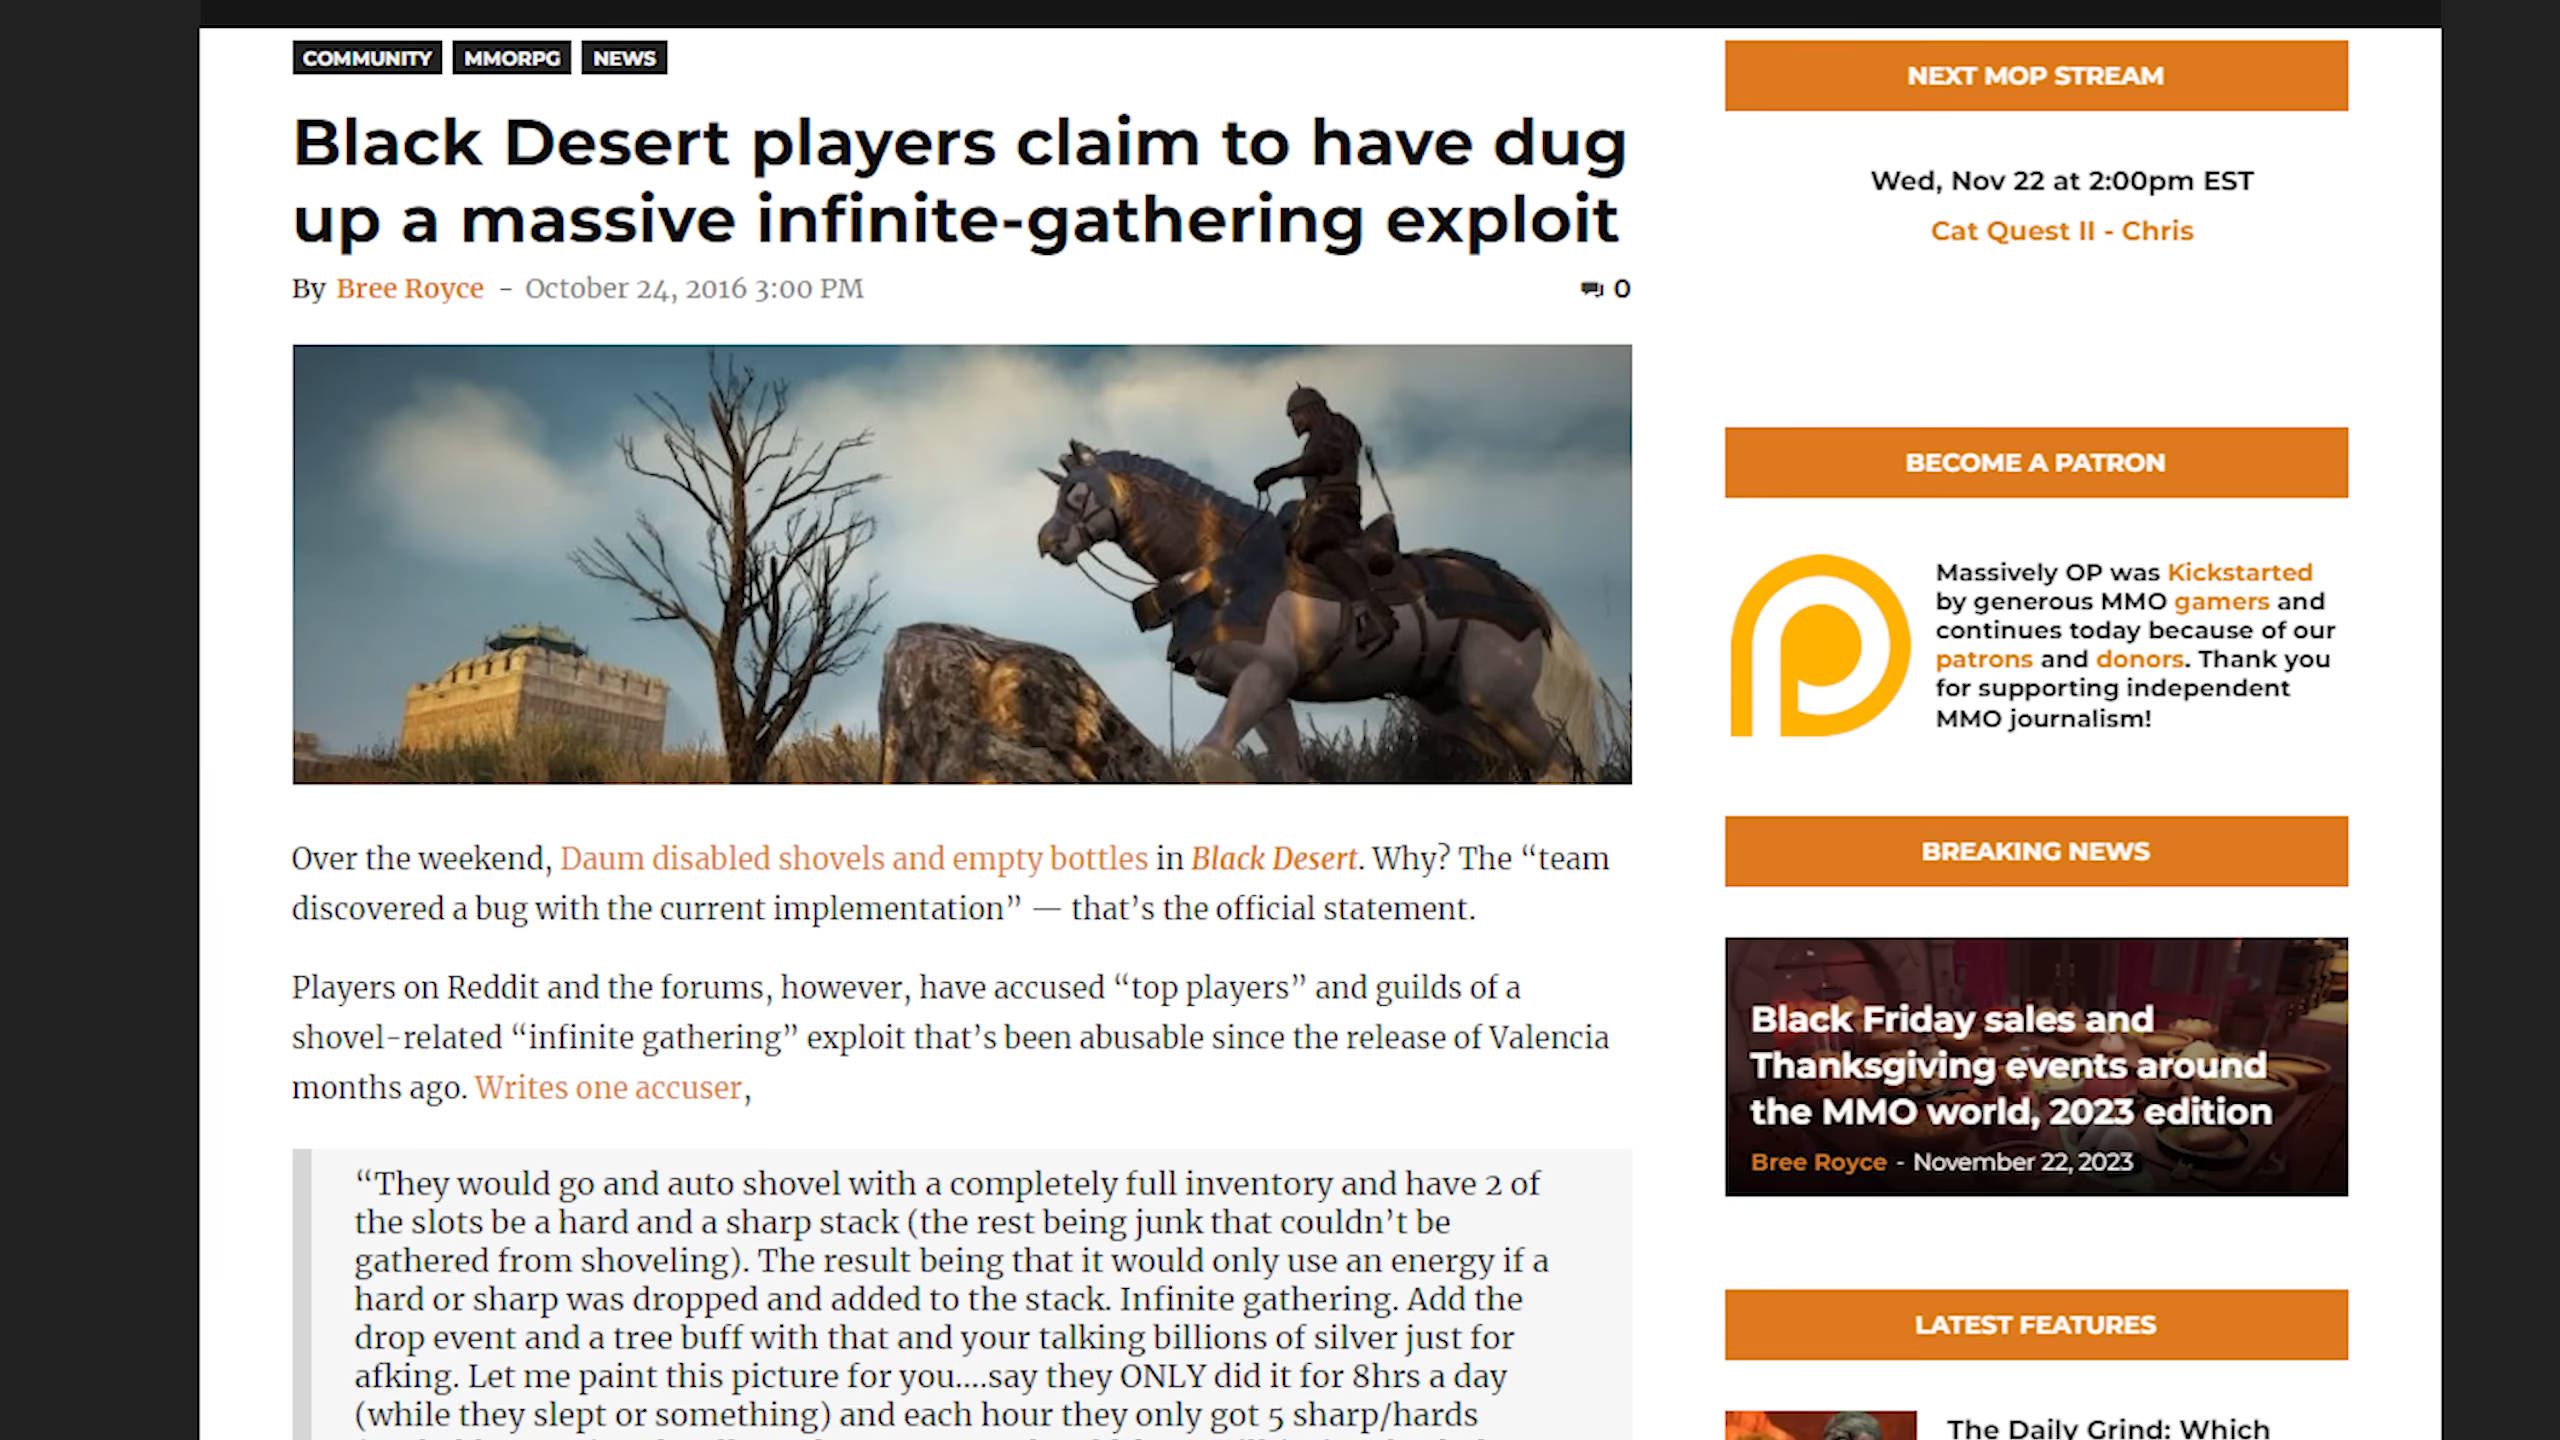 COMMUNITY MMORPG NEWS
Black Desert players claim to have dug
up a massive infinite-gathering exploit
By Bree Royce - October 24, 2016 3:00 PM
0
Over the weekend, Daum disabled shovels and empty bottles in Black Desert. Why? The “team
discovered a bug with the current implementation” — that’s the official statement.
Players on Reddit and the forums, however, have accused “top players” and guilds of a
shovel-related “infinite gathering” exploit that’s been abusable since the release of Valencia
months ago. Writes one accuser,
“They would go and auto shovel with a completely full inventory and have 2 of
the slots be a hard and a sharp stack (the rest being junk that couldn’t be
gathered from shoveling). The result being that it would only use an energy if a
hard or sharp was dropped and added to the stack. Infinite gathering. Add the
drop event and a tree buff with that and your talking billions of silver just for
afking. Let me paint this picture for you....say they ONLY did it for 8hrs a day
(while they slept or something) and each hour they only got 5 sharp/hards
NEXT MOP STREAM
Wed, Nov 22 at 2:00pm EST
Cat Quest II - Chris
BECOME A PATRON
Massively OP was Kickstarted
by generous MMO gamers and
continues today because of our
patrons and donors. Thank you
for supporting independent
MMO journalism!
BREAKING NEWS
Black Friday sales and
Thanksgiving events around
the MMO world, 2023 edition
Bree Royce - November 22, 2023
LATEST FEATURES
The Daily Grind: Which